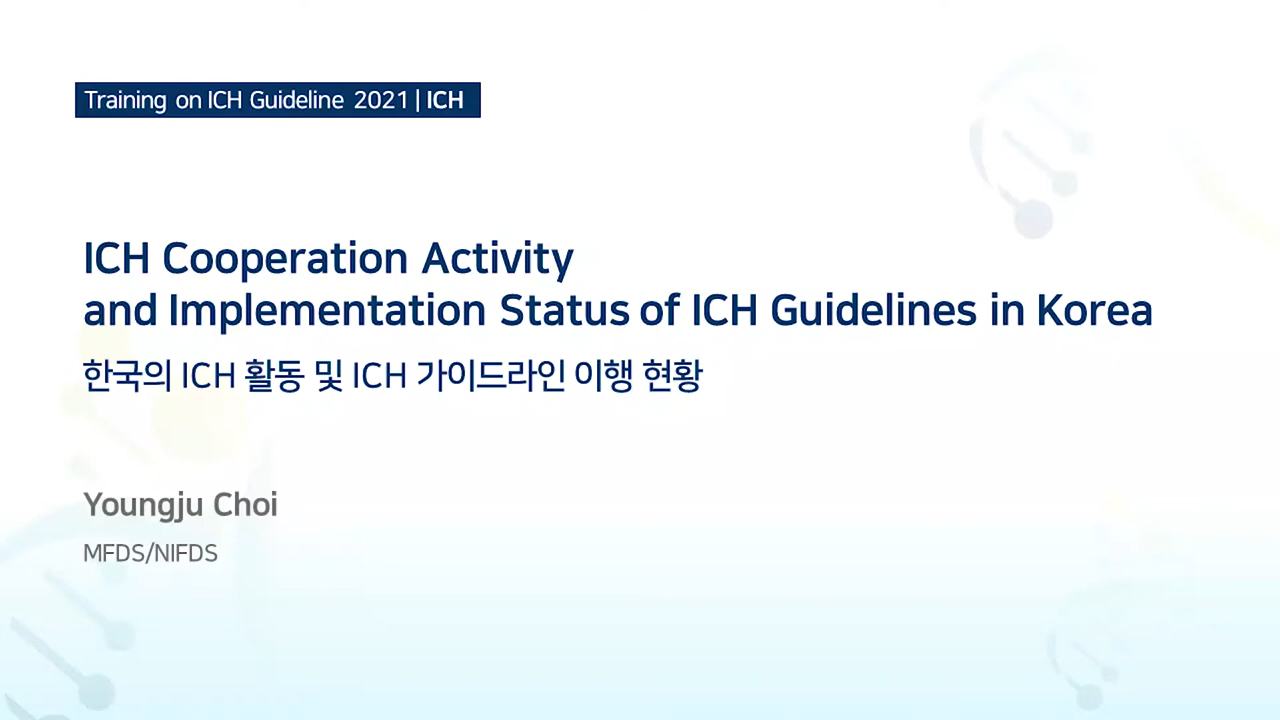 Training on ICH Guideline 2021 | ICH
ICH Cooperation Activity
and Implementation Status of ICH Guidelines in Korea
한국의 ICH 활동 및 ICH 가이드라인 이행 현황
Youngju Choi
MFDS/NIFDS